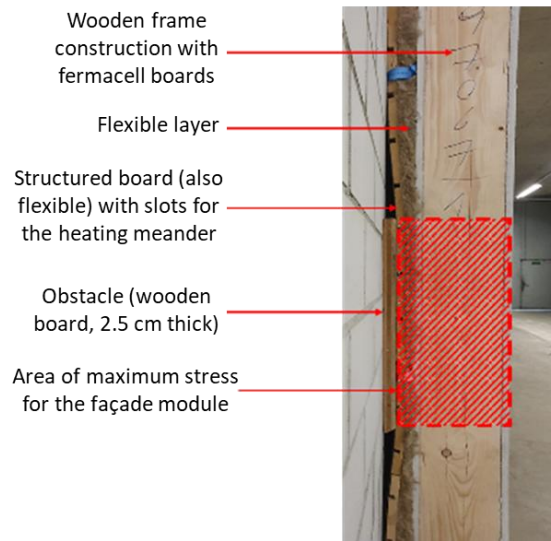 Wooden frame
construction with
fermacell boards
Flexible layer
Structured board (also
flexible) with slots for
the heating meander
Obstacle (wooden
board, 2.5 cm thick)
Area of maximum stress
for the façade module